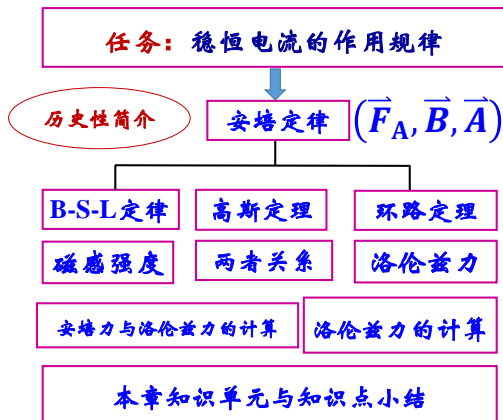 任务：稳恒电流的作用规律
历史性简介
安培定律
(F⃗_A, B⃗, A⃗)
B-S-L定律
高斯定理
环路定理
磁感强度
两者关系
洛伦兹力
安培力与洛伦兹力的计算
洛伦兹力的计算
本章知识单元与知识点小结